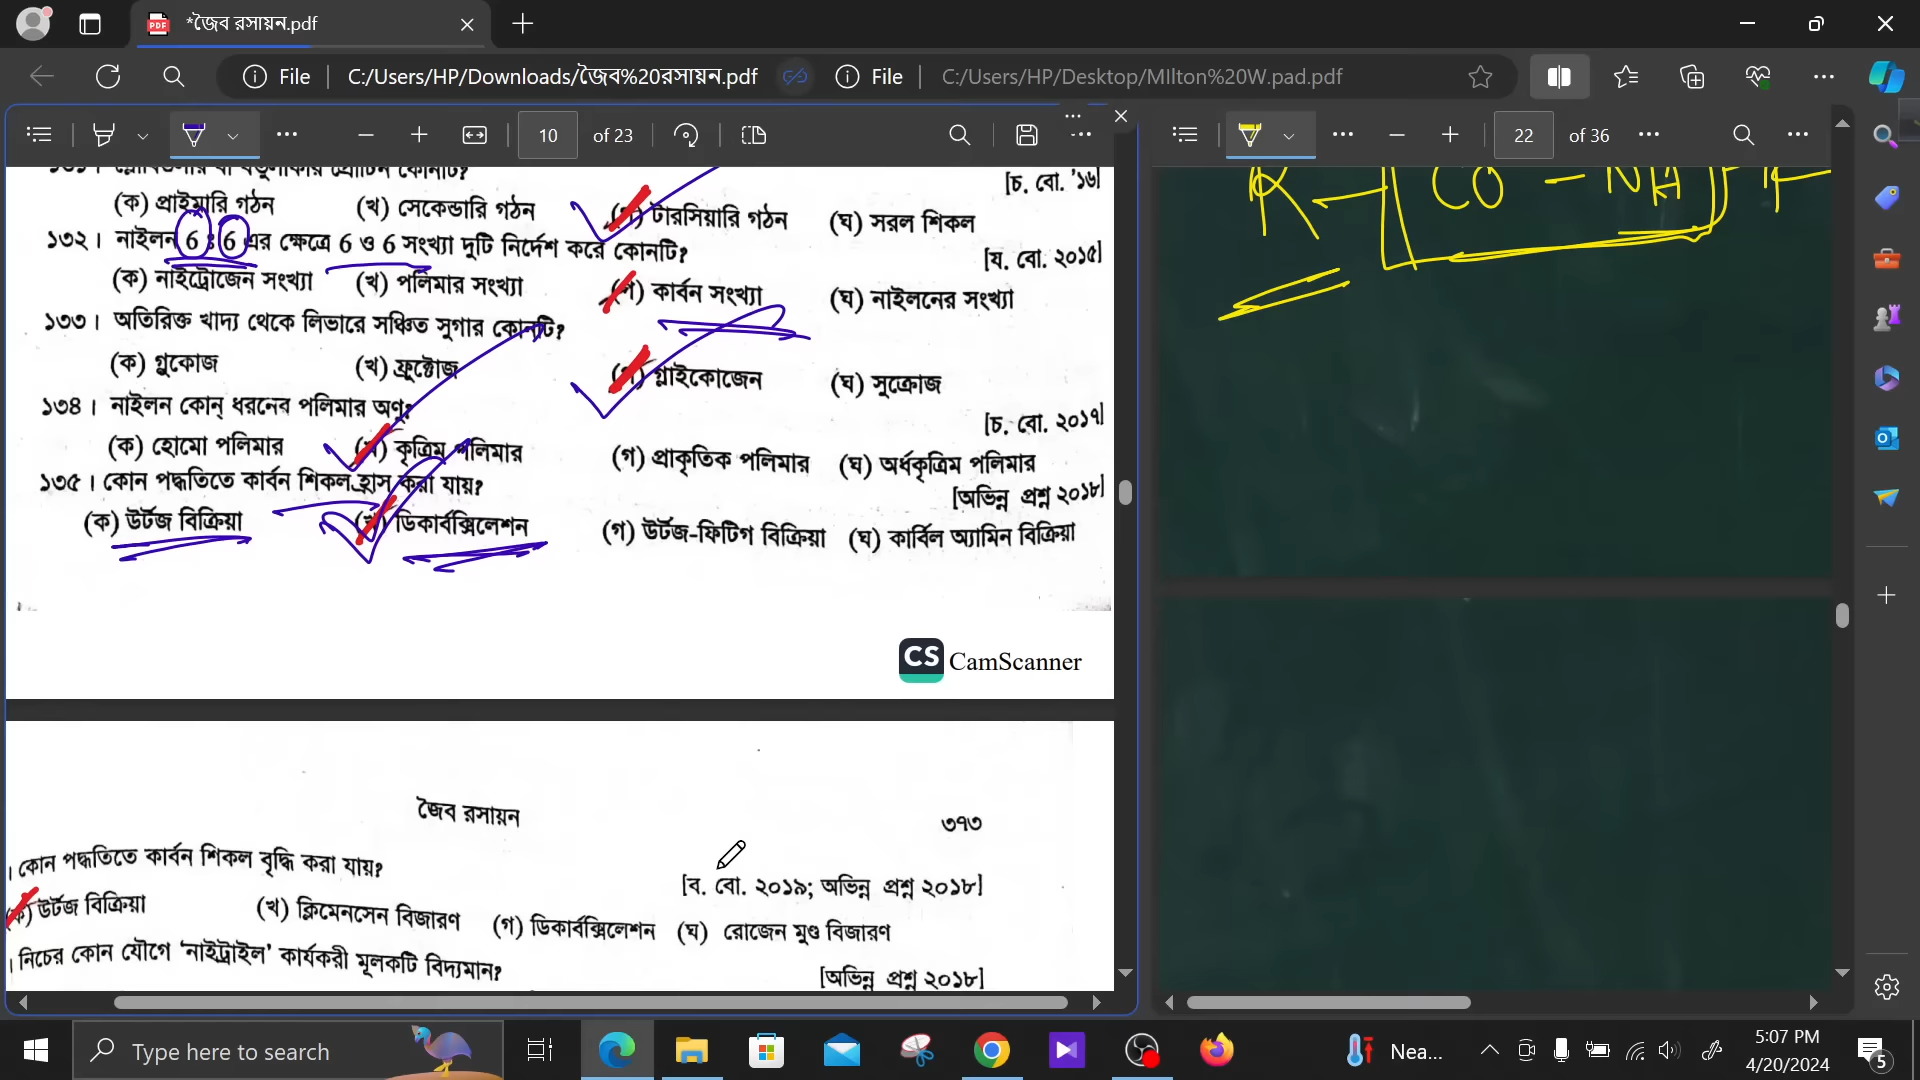 *জৈব রসায়ন.pdf
File
C:/Users/HP/Downloads/জৈব%20রসায়ন.pdf
File
C:/Users/HP/Desktop/MIlton%20W.pad.pdf
10 of 23
22 of 36
[চ. বো. '১৬]
(ক) প্রাইমারি গঠন (খ) সেকেন্ডারি গঠন (গ) টারসিয়ারি গঠন (ঘ) সরল শিকল
১৩২। নাইলন 6 : 6 এর ক্ষেত্রে 6 ও 6 সংখ্যা দুটি নির্দেশ করে কোনটি? [য. বো. ২০১৫]
(ক) নাইট্রোজেন সংখ্যা (খ) পলিমার সংখ্যা (গ) কার্বন সংখ্যা (ঘ) নাইলনের সংখ্যা
১৩৩। অতিরিক্ত খাদ্য থেকে লিভারে সঞ্চিত সুগার কোনটি?
(ক) গ্লুকোজ (খ) ফ্রুক্টোজ (গ) গ্লাইকোজেন (ঘ) সুক্রোজ
১৩৪। নাইলন কোন্ ধরনের পলিমার অণু? [চ. বো. ২০১৭]
(ক) হোমো পলিমার (খ) কৃত্রিম পলিমার (গ) প্রাকৃতিক পলিমার (ঘ) অর্ধকৃত্রিম পলিমার
১৩৫। কোন পদ্ধতিতে কার্বন শিকল হ্রাস করা যায়? [অভিন্ন প্রশ্ন ২০১৮]
(ক) উর্টজ বিক্রিয়া (খ) ডিকার্বক্সিলেশন (গ) উর্টজ-ফিটিগ বিক্রিয়া (ঘ) কার্বিল অ্যামিন বিক্রিয়া
CS CamScanner
জৈব রসায়ন ৩৭৩
। কোন পদ্ধতিতে কার্বন শিকল বৃদ্ধি করা যায়? [ব. বো. ২০১৯; অভিন্ন প্রশ্ন ২০১৮]
(ক) উর্টজ বিক্রিয়া (খ) ক্লিমেনসেন বিজারণ (গ) ডিকার্বক্সিলেশন (ঘ) রোজেন মুণ্ড বিজারণ
। নিচের কোন যৌগে ‘নাইট্রাইল’ কার্যকরী মূলকটি বিদ্যমান? [অভিন্ন প্রশ্ন ২০১৮]
R - CO - NH
Type here to search
Nea...
5:07 PM
4/20/2024
5